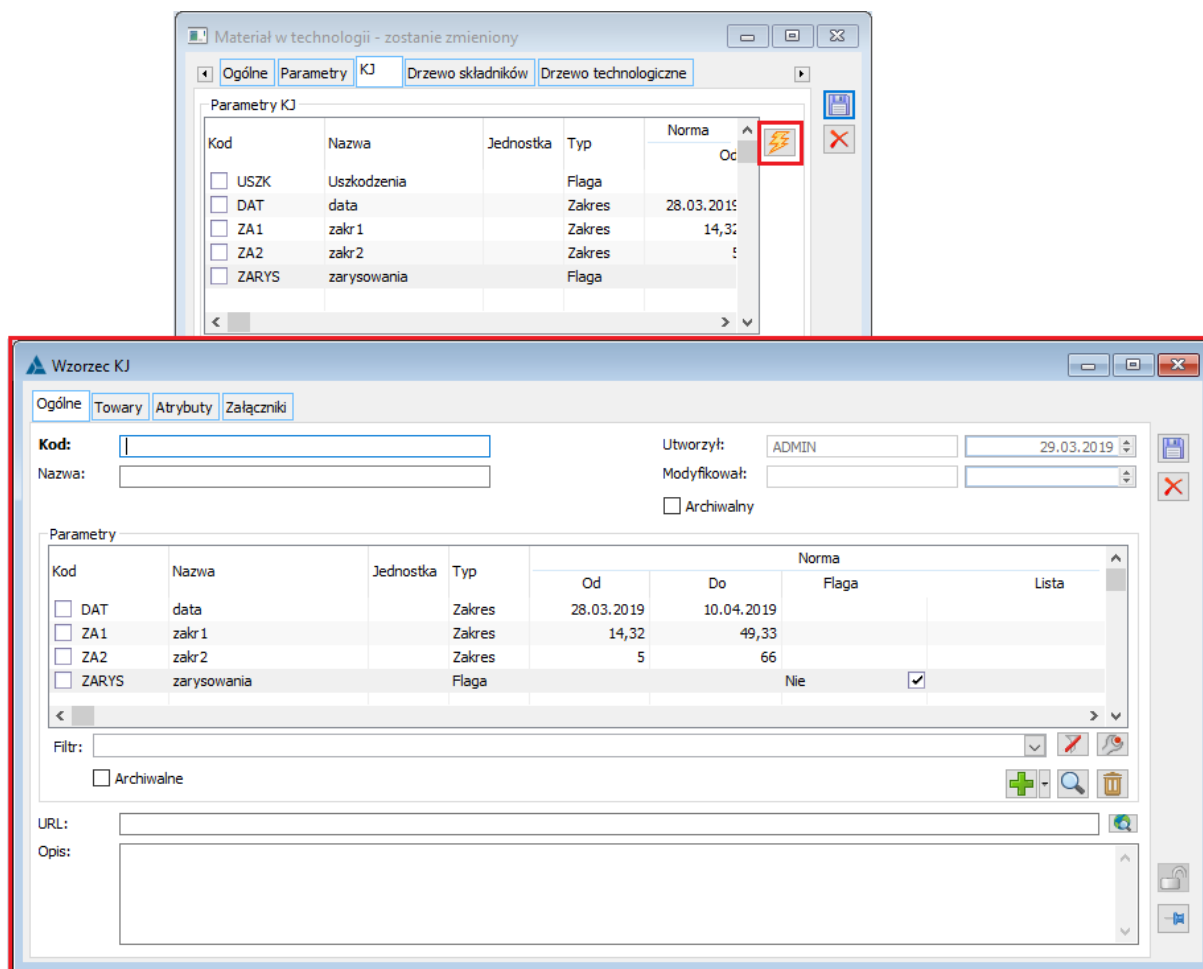 Materiał w technologii - zostanie zmieniony
Ogólne Parametry KJ Drzewo składników Drzewo technologiczne
Parametry KJ
Kod Nazwa Jednostka Typ Norma
Od
USZK Uszkodzenia Flaga
DAT data Zakres 28.03.2019
ZA1 zakr1 Zakres 14,32
ZA2 zakr2 Zakres 5
ZARYS zarysowania Flaga
Wzorzec KJ
Ogólne Towary Atrybuty Załączniki
Kod: Utworzył: ADMIN 29.03.2019
Nazwa: Modyfikował:
Archiwalny
Parametry
Kod Nazwa Jednostka Typ Norma
Od Do Flaga Lista
DAT data Zakres 28.03.2019 10.04.2019
ZA1 zakr1 Zakres 14,32 49,33
ZA2 zakr2 Zakres 5 66
ZARYS zarysowania Flaga Nie
Filtr:
Archiwalne
URL:
Opis: